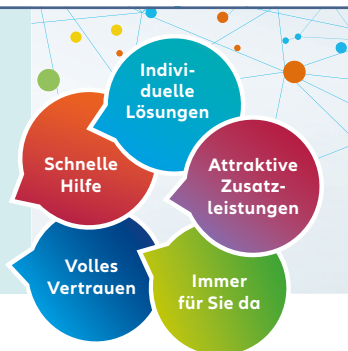 Indivi-
duelle
Lösungen
Schnelle
Hilfe
Attraktive
Zusatz-
leistungen
Volles
Vertrauen
Immer
für Sie da